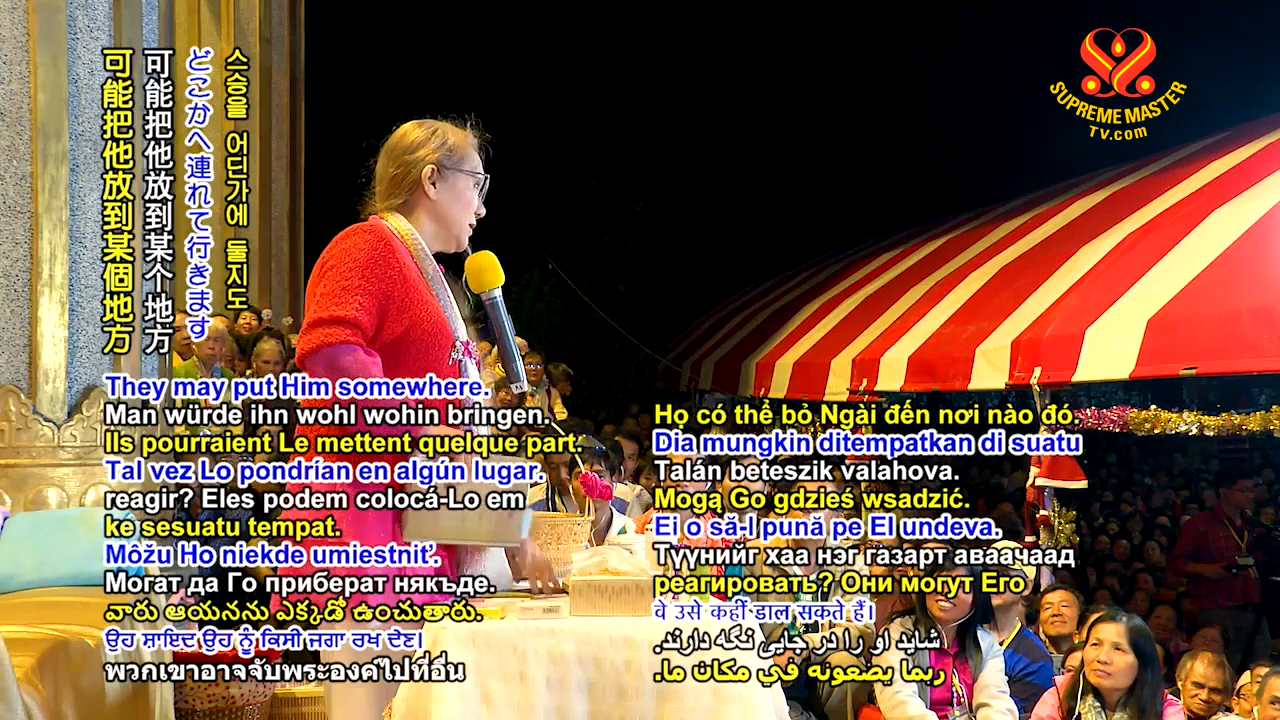 스승을 어딘가에 둘지도
どこかへ連れて行きます
可能把他放到某个地方
可能把他放到某個地方
SUPREME MASTER
TV.com
They may put Him somewhere.
Man würde ihn wohl wohin bringen.
Ils pourraient Le mettent quelque part.
Tal vez Lo pondrían en algún lugar.
reagir? Eles podem colocá-Lo em
ke sesuatu tempat.
Môžu Ho niekde umiestniť.
Могат да Го приберат някъде.
వారు ఆయనను ఎక్కడో ఉంచుతారు.
ਉਹ ਸ਼ਾਇਦ ਉਹ ਨੂੰ ਕਿਸੀ ਜਗਾ ਰਖ ਦੈਣ।
พวกเขาอาจจับพระองค์ไปที่อื่น
Họ có thể bỏ Ngài đến nơi nào đó
Dia mungkin ditempatkan di suatu
Talán beteszik valahova.
Mogą Go gdzieś wsadzić.
Ei o să-l pună pe El undeva.
Түүнийг хаа нэг газарт аваачаад
реагировать? Они могут Его
वे उसे कहीं डाल सकते हैं।
شاید او را در جایی نگه دارند.
ربما يضعونه في مكان ما.